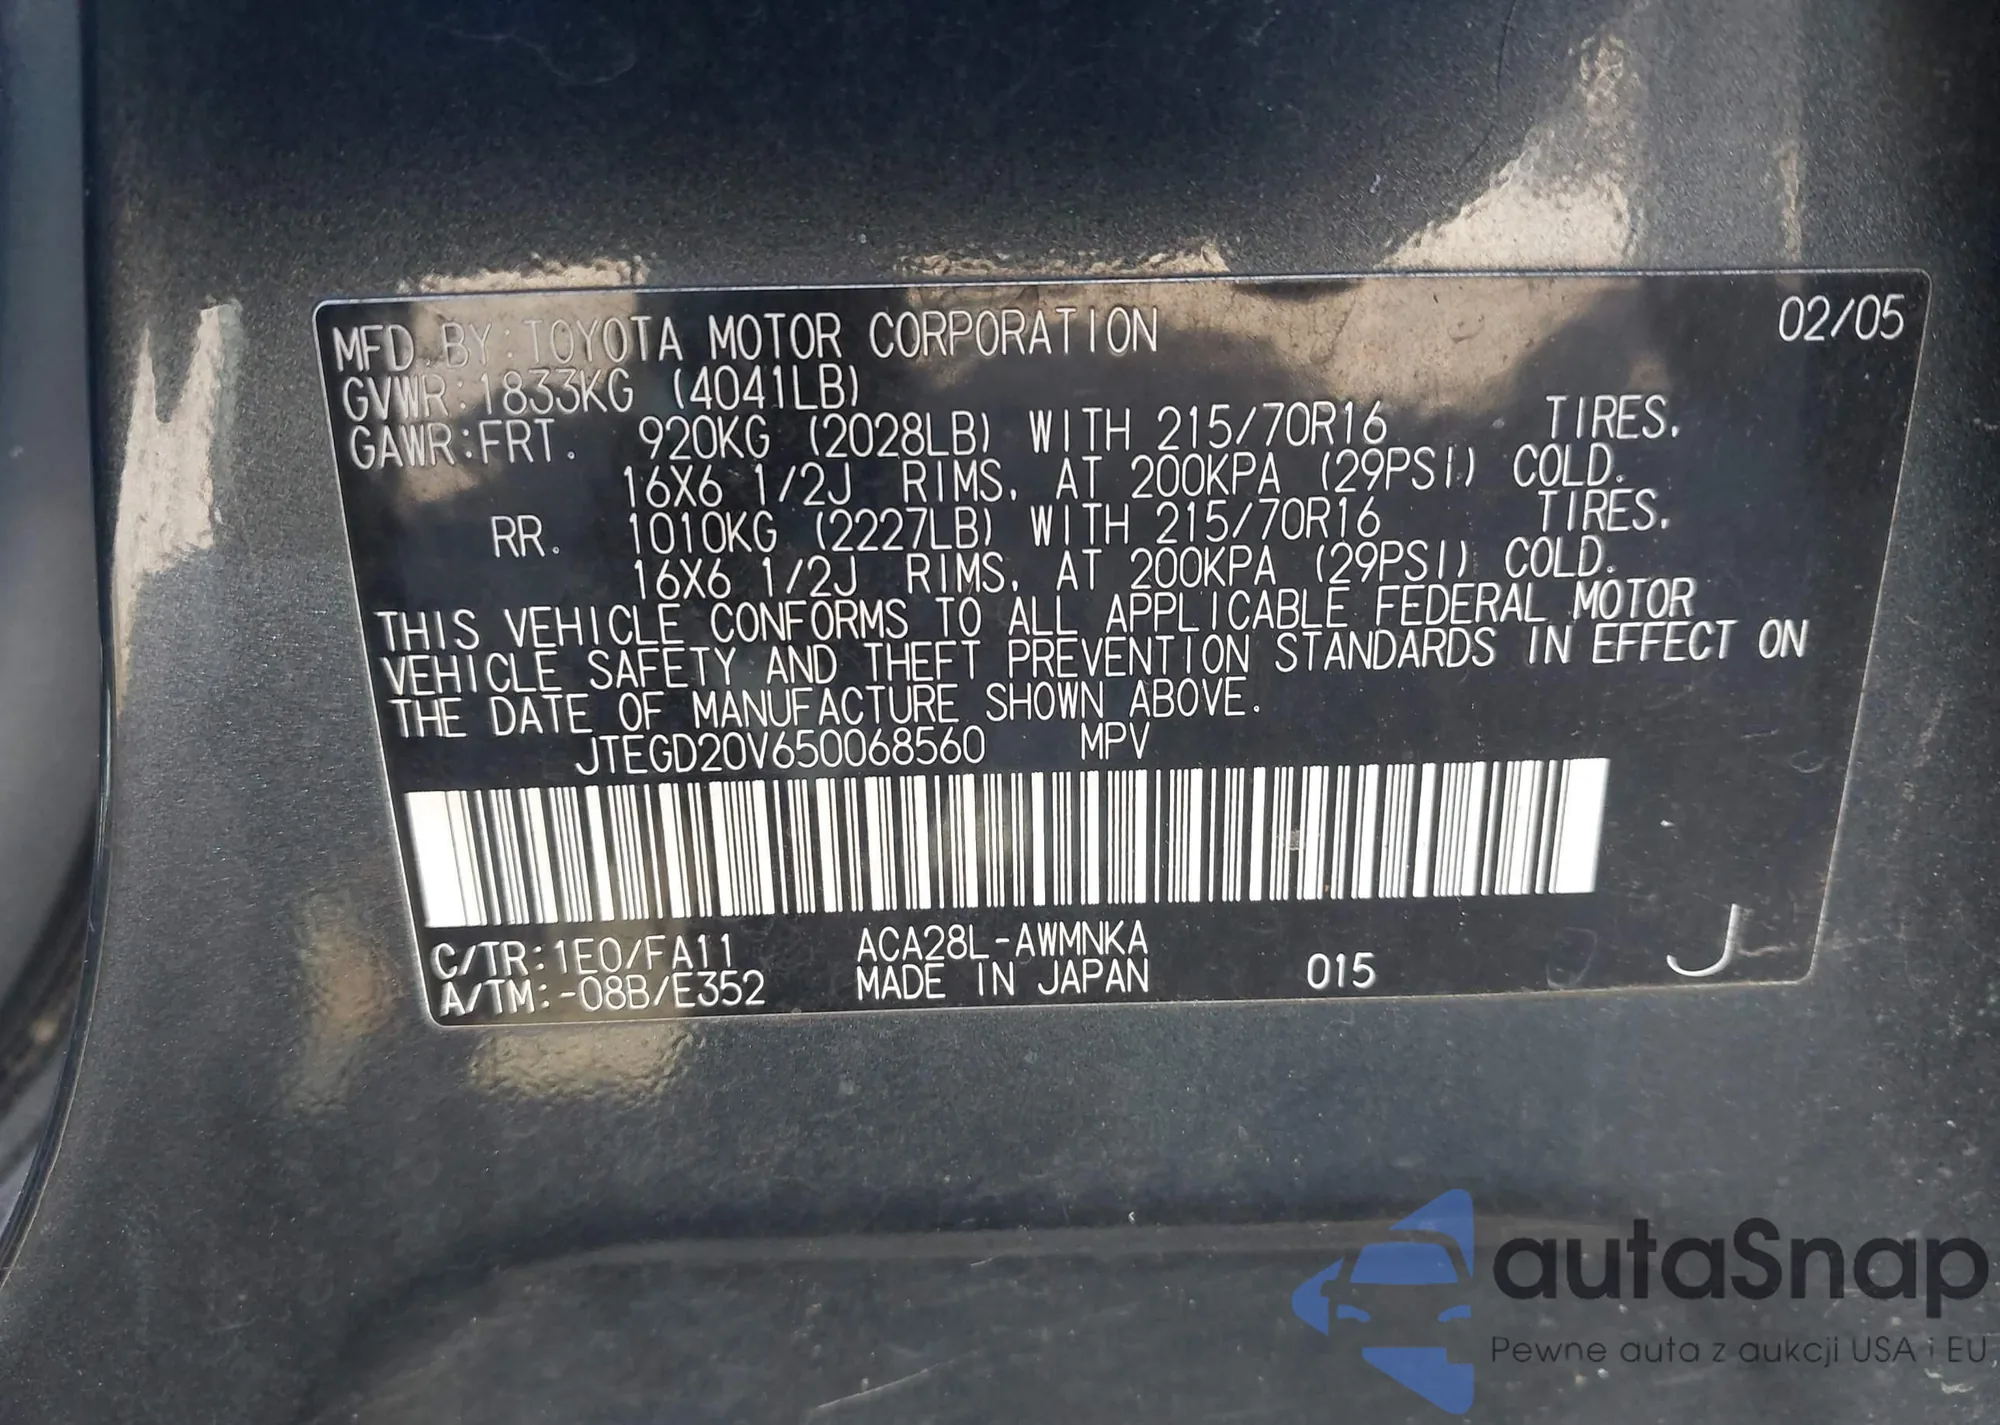 MFD. BY: TOYOTA MOTOR CORPORATION 02/05
GVWR: 1833KG (4041LB)
GAWR: FRT. 920KG (2028LB) WITH 215/70R16 TIRES.
16X6 1/2J RIMS, AT 200KPA (29PSI) COLD.
RR. 1010KG (2227LB) WITH 215/70R16 TIRES.
16X6 1/2J RIMS, AT 200KPA (29PSI) COLD.
THIS VEHICLE CONFORMS TO ALL APPLICABLE FEDERAL MOTOR
VEHICLE SAFETY AND THEFT PREVENTION STANDARDS IN EFFECT ON
THE DATE OF MANUFACTURE SHOWN ABOVE.
JTEGD20V650068560 MPV
C/TR: 1E0/FA11 ACA28L-AWMNKA
A/TM: -08B/E352 MADE IN JAPAN 015 J
autaSnap
Pewne auta z aukcji USA i EU